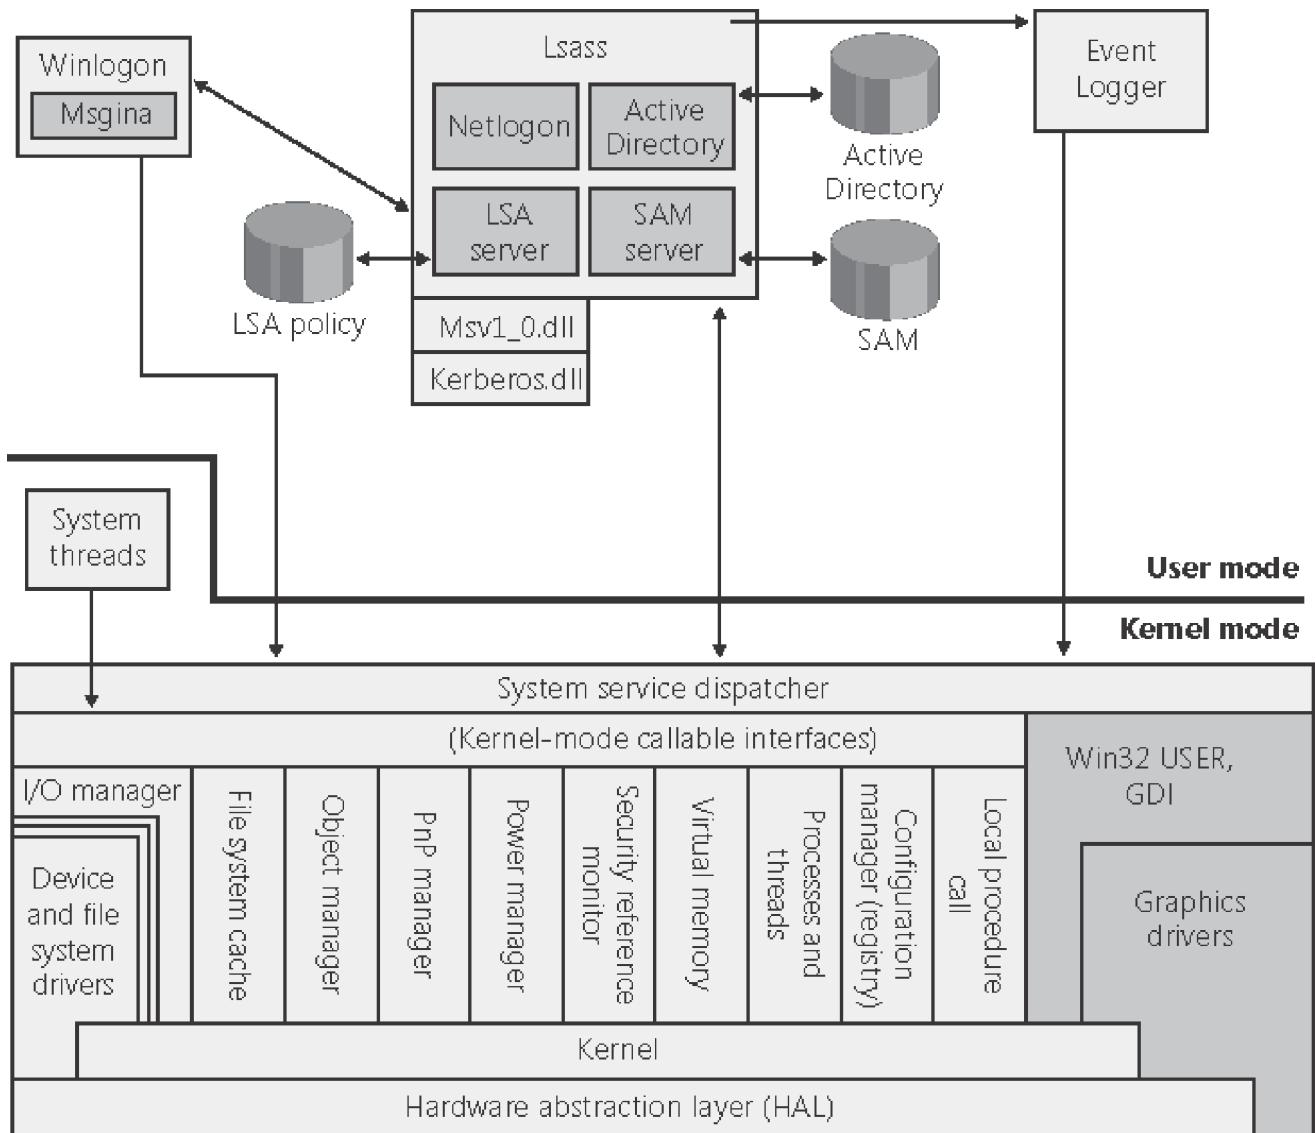 Winlogon
Msgina
Lsass
Netlogon
Active
Directory
LSA
server
SAM
server
Msv1_0.dll
Kerberos.dll
LSA policy
Active
Directory
SAM
Event
Logger
System
threads
User mode
Kernel mode
System service dispatcher
(Kernel-mode callable interfaces)
Win32 USER,
GDI
I/O manager
Device
and file
system
drivers
File system cache
Object manager
PnP manager
Power manager
Security reference
monitor
Virtual memory
Processes and
threads
Configuration
manager (registry)
Local procedure
call
Graphics
drivers
Kernel
Hardware abstraction layer (HAL)